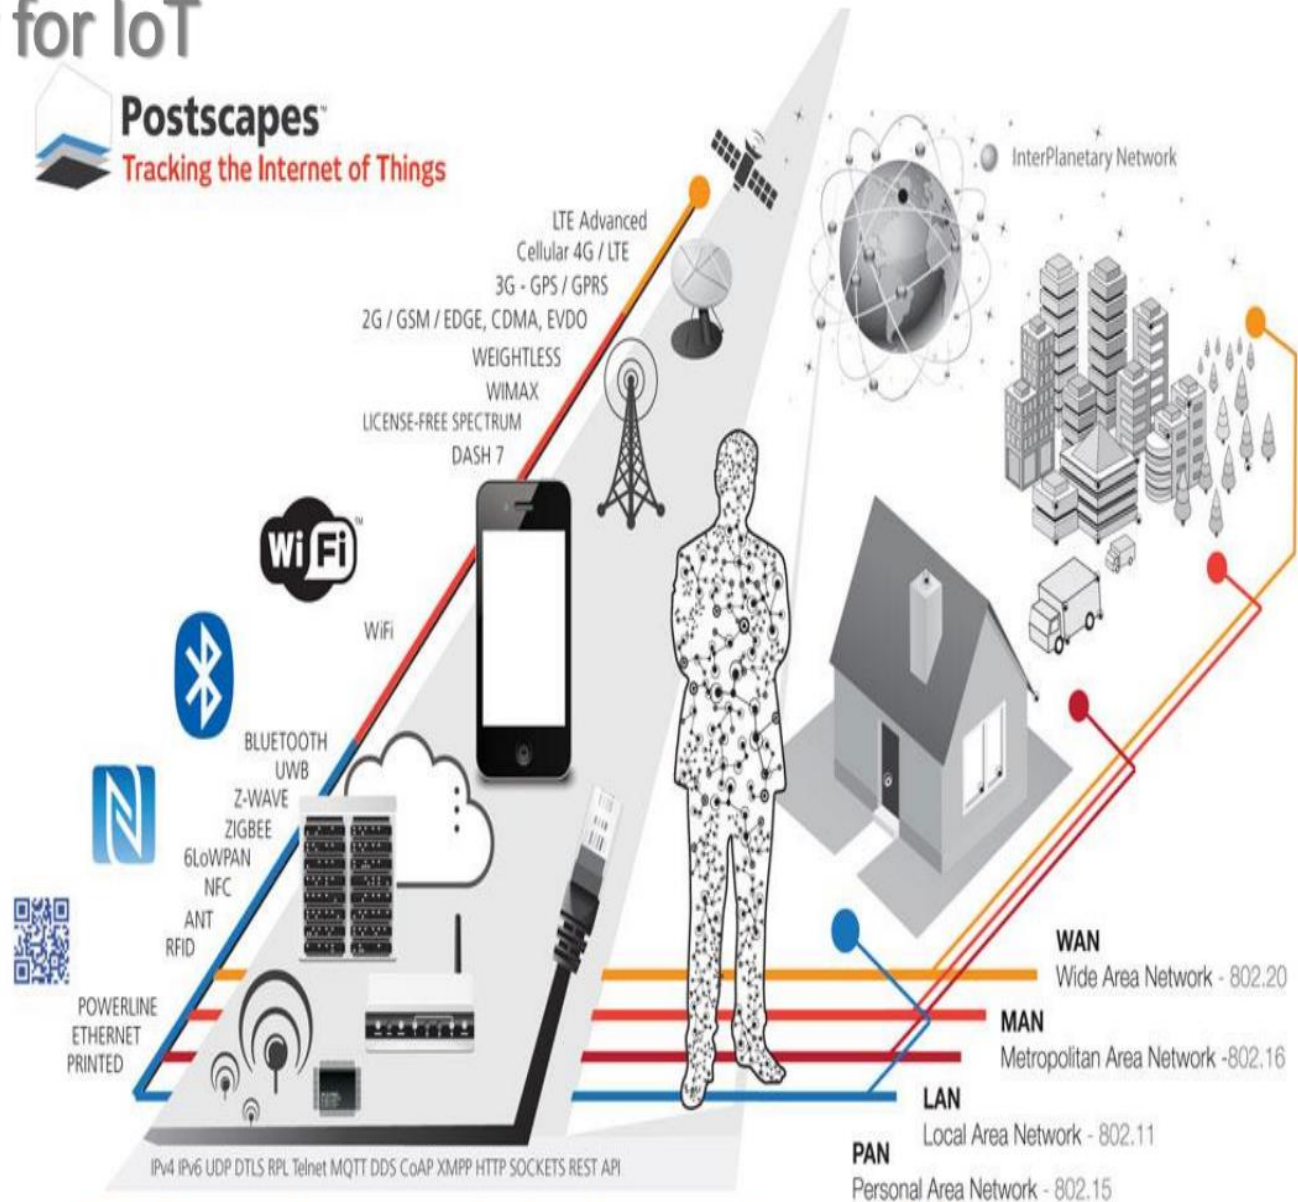 for IoT
Postscapes™
Tracking the Internet of Things
InterPlanetary Network
LTE Advanced
Cellular 4G / LTE
3G - GPS / GPRS
2G / GSM / EDGE, CDMA, EVDO
WEIGHTLESS
WIMAX
LICENSE-FREE SPECTRUM
DASH 7
Wi Fi™
WiFi
BLUETOOTH
UWB
Z-WAVE
ZIGBEE
6LoWPAN
NFC
ANT
RFID
POWERLINE
ETHERNET
PRINTED
WAN
Wide Area Network - 802.20
MAN
Metropolitan Area Network -802.16
LAN
Local Area Network - 802.11
PAN
Personal Area Network - 802.15
IPv4 IPv6 UDP DTLS RPL Telnet MQTT DDS CoAP XMPP HTTP SOCKETS REST API